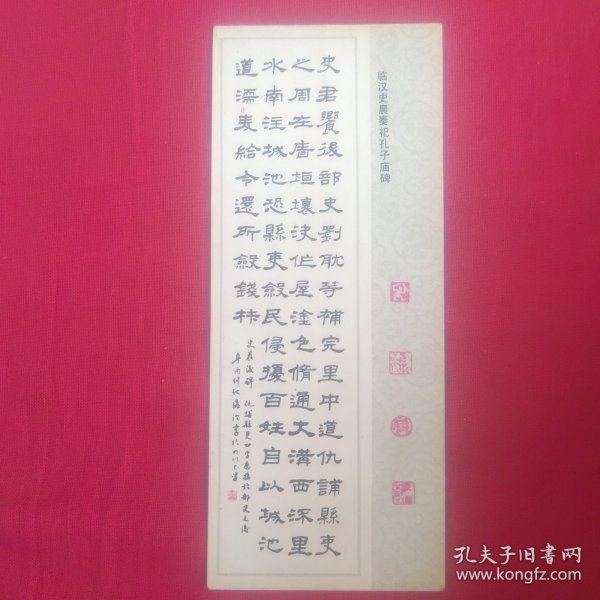 临汉史晨奏祀孔子庙碑
史君饗後部史劉耽等補完里中道仇誧縣吏
之周左廧垣壞決作屋塗色脩通大溝西深里
水南注城池恐縣吏斂民侵擾百姓自以城池
道濡麦給令還所斂錢材
孔夫子旧书网
www.kongfz.com